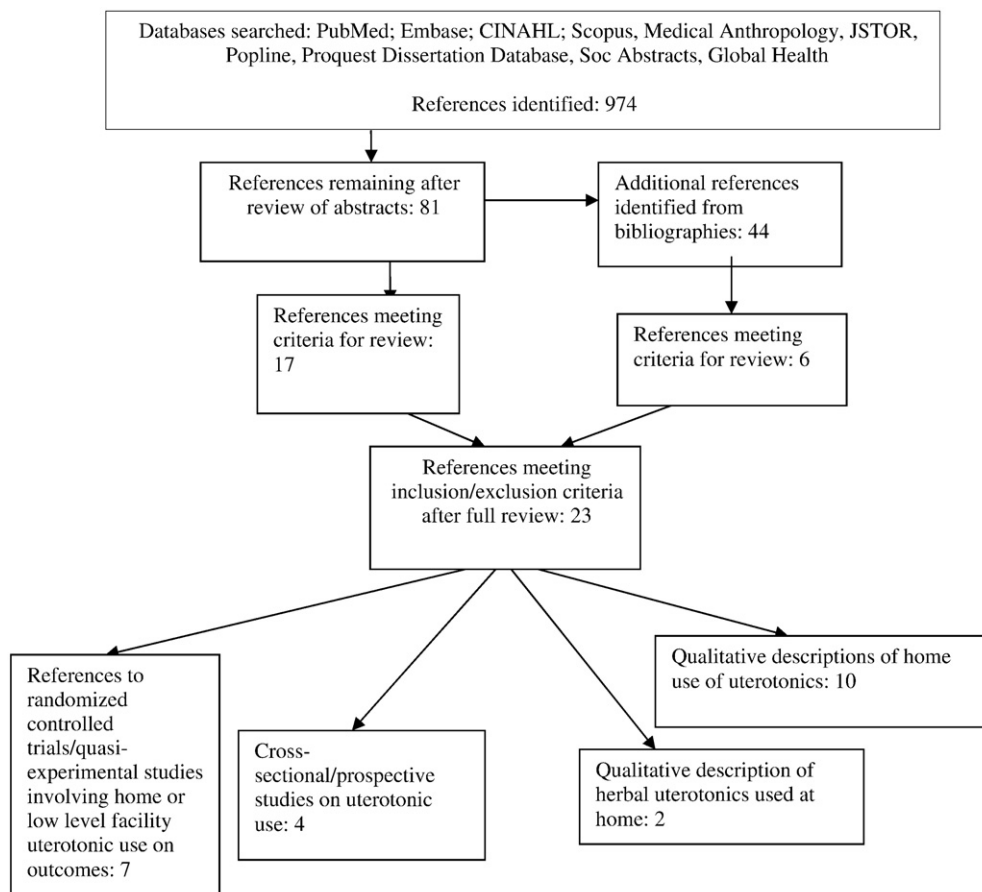 Databases searched: PubMed; Embase; CINAHL; Scopus, Medical Anthropology, JSTOR,
Popline, Proquest Dissertation Database, Soc Abstracts, Global Health
References identified: 974
References remaining after
review of abstracts: 81
Additional references
identified from
bibliographies: 44
References meeting
criteria for review:
17
References meeting
criteria for review: 6
References meeting
inclusion/exclusion criteria
after full review: 23
References to
randomized
controlled
trials/quasi-
experimental studies
involving home or
low level facility
uterotonic use on
outcomes: 7
Cross-
sectional/prospective
studies on uterotonic
use: 4
Qualitative description of
herbal uterotonics used at
home: 2
Qualitative descriptions of home
use of uterotonics: 10